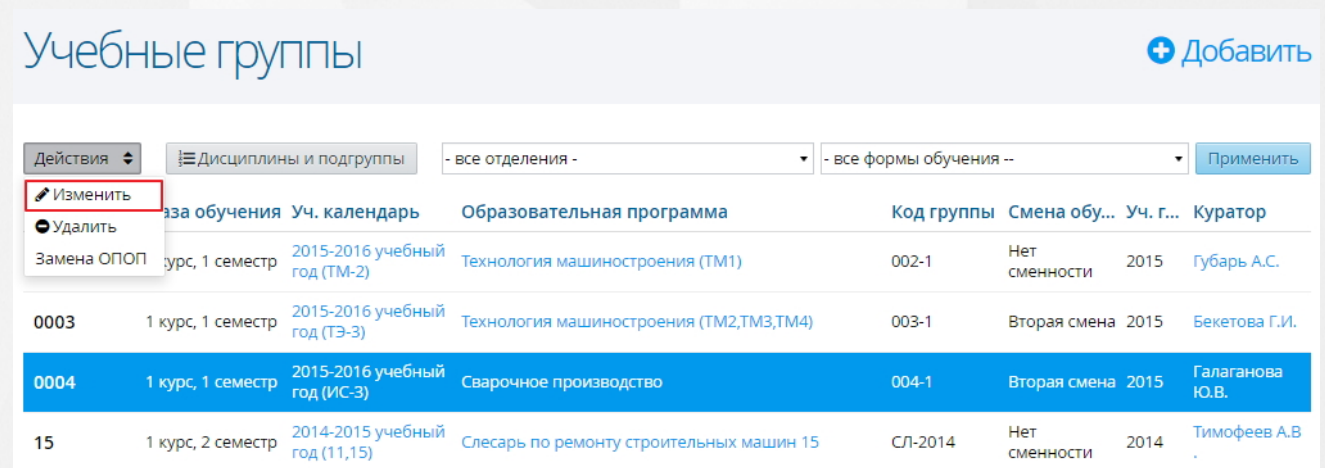 Учебные группы
Добавить
Действия
Дисциплины и подгруппы
- все отделения -
- все формы обучения --
Применить
Изменить
Удалить
Замена ОПОП
аза обучения Уч. календарь Образовательная программа Код группы Смена обу... Уч. г... Куратор
курс, 1 семестр 2015-2016 учебный год (ТМ-2) Технология машиностроения (ТМ1) 002-1 Нет сменности 2015 Губарь А.С.
0003 1 курс, 1 семестр 2015-2016 учебный год (ТЭ-3) Технология машиностроения (ТМ2,ТМ3,ТМ4) 003-1 Вторая смена 2015 Бекетова Г.И.
0004 1 курс, 1 семестр 2015-2016 учебный год (ИС-3) Сварочное производство 004-1 Вторая смена 2015 Галаганова Ю.В.
15 1 курс, 2 семестр 2014-2015 учебный год (11,15) Слесарь по ремонту строительных машин 15 СЛ-2014 Нет сменности 2014 Тимофеев А.В.